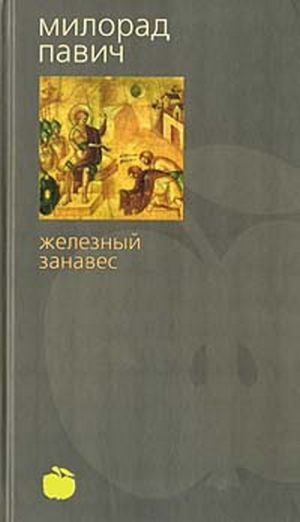 милорад
павич
железный
занавес